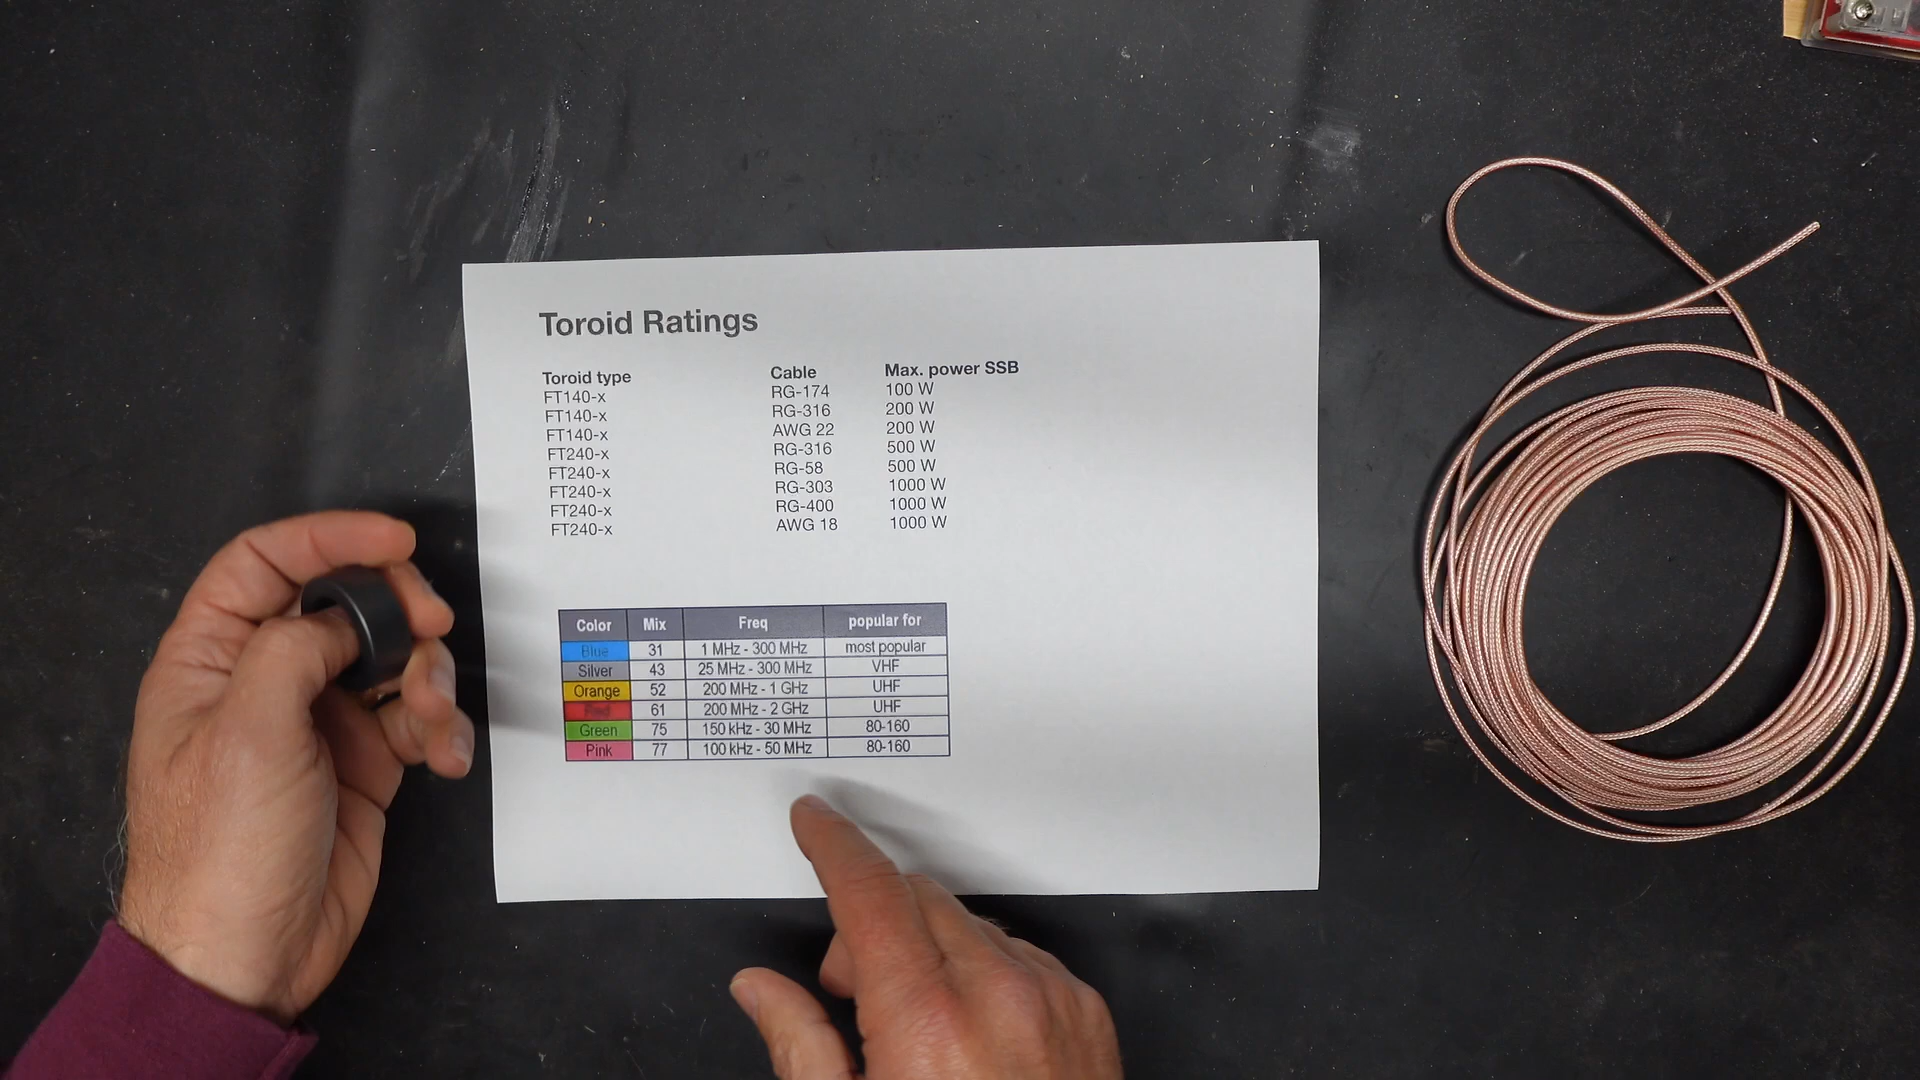 Toroid Ratings
Toroid type Cable Max. power SSB
FT140-x RG-174 100 W
FT140-x RG-316 200 W
FT140-x AWG 22 200 W
FT240-x RG-316 500 W
FT240-x RG-58 500 W
FT240-x RG-303 1000 W
FT240-x RG-400 1000 W
FT240-x AWG 18 1000 W
Color Mix Freq popular for
Blue 31 1 MHz - 300 MHz most popular
Silver 43 25 MHz - 300 MHz VHF
Orange 52 200 MHz - 1 GHz UHF
Red 61 200 MHz - 2 GHz UHF
Green 75 150 kHz - 30 MHz 80-160
Pink 77 100 kHz - 50 MHz 80-160